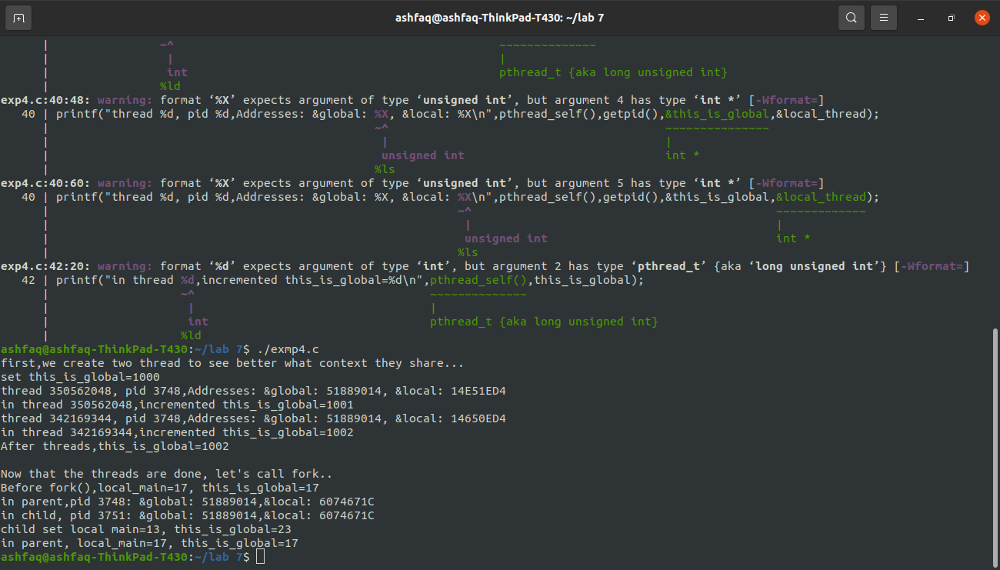 ashfaq@ashfaq-ThinkPad-T430: ~/lab 7
| ~^ ~~~~~~~~~~~~~~
| | |
| int pthread_t {aka long unsigned int}
| %ld
exp4.c:40:48: warning: format ‘%X’ expects argument of type ‘unsigned int’, but argument 4 has type ‘int *’ [-Wformat=]
40 | printf("thread %d, pid %d,Addresses: &global: %X, &local: %X\n",pthread_self(),getpid(),&this_is_global,&local_thread);
| ~^ ~~~~~~~~~~~~~~~
| | |
| unsigned int int *
| %ls
exp4.c:40:60: warning: format ‘%X’ expects argument of type ‘unsigned int’, but argument 5 has type ‘int *’ [-Wformat=]
40 | printf("thread %d, pid %d,Addresses: &global: %X, &local: %X\n",pthread_self(),getpid(),&this_is_global,&local_thread);
| ~^ ~~~~~~~~~~~~~
| | |
| unsigned int int *
| %ls
exp4.c:42:20: warning: format ‘%d’ expects argument of type ‘int’, but argument 2 has type ‘pthread_t’ {aka ‘long unsigned int’} [-Wformat=]
42 | printf("in thread %d,incremented this_is_global=%d\n",pthread_self(),this_is_global);
| ~^ ~~~~~~~~~~~~~~
| | |
| int pthread_t {aka long unsigned int}
| %ld
ashfaq@ashfaq-ThinkPad-T430:~/lab 7$ ./exmp4.c
first,we create two thread to see better what context they share...
set this_is_global=1000
thread 350562048, pid 3748,Addresses: &global: 51889014, &local: 14E51ED4
in thread 350562048,incremented this_is_global=1001
thread 342169344, pid 3748,Addresses: &global: 51889014, &local: 14650ED4
in thread 342169344,incremented this_is_global=1002
After threads,this_is_global=1002
Now that the threads are done, let's call fork..
Before fork(),local_main=17, this_is_global=17
in parent,pid 3748: &global: 51889014,&local: 6074671C
in child, pid 3751: &global: 51889014,&local: 6074671C
child set local main=13, this_is_global=23
in parent, local_main=17, this_is_global=17
ashfaq@ashfaq-ThinkPad-T430:~/lab 7$